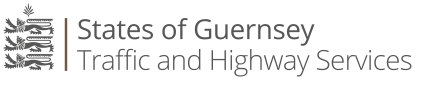 States of Guernsey
Traffic and Highway Services